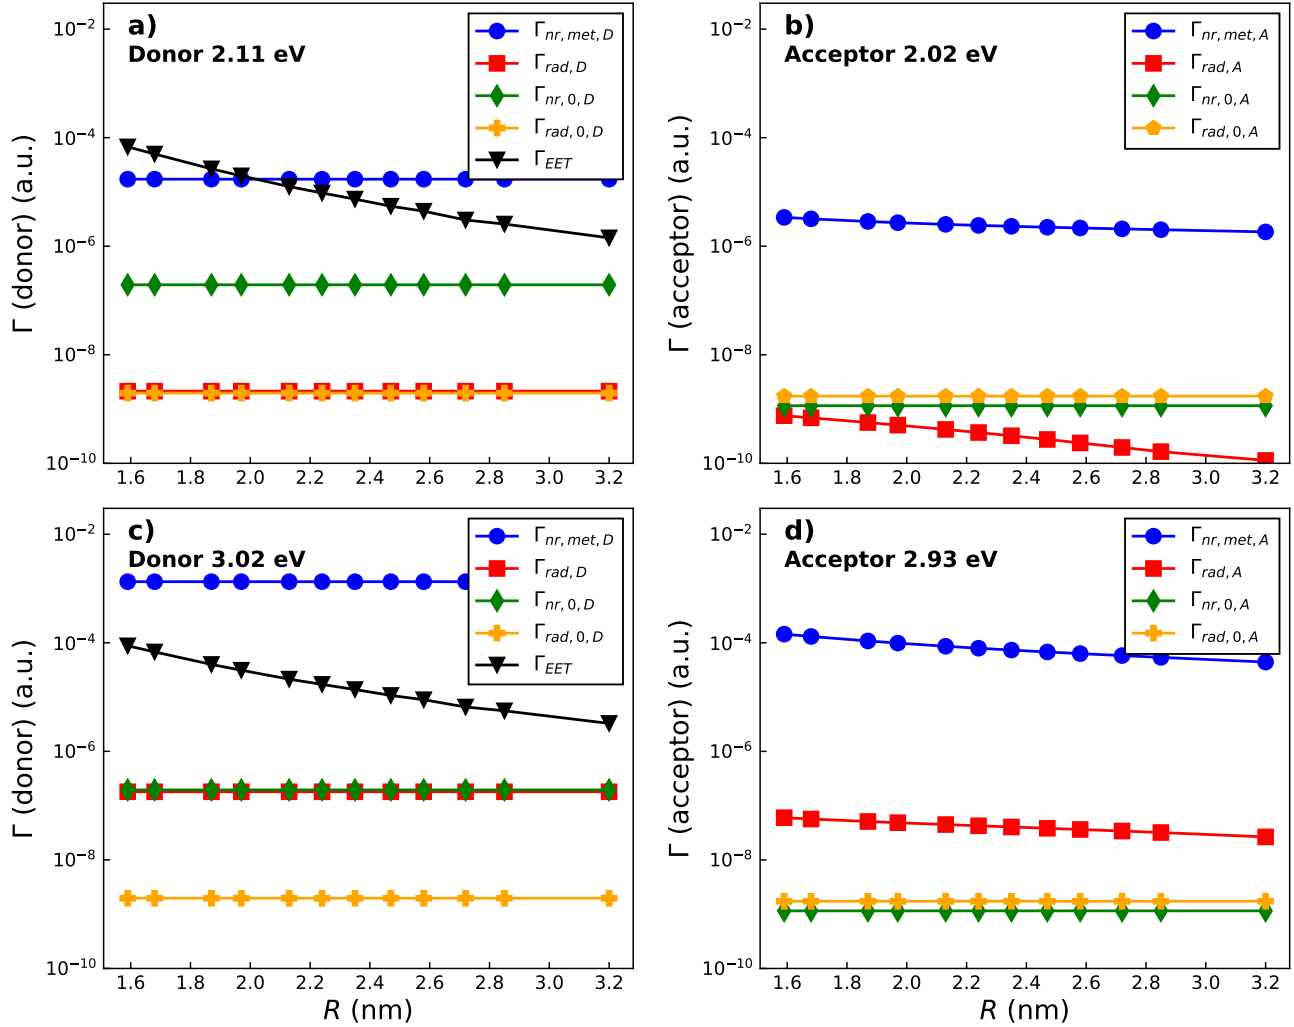 a)
Donor 2.11 eV
Γnr, met, D
Γrad, D
Γnr, 0, D
Γrad, 0, D
ΓEET
Γ (donor) (a.u.)
10−2
10−4
10−6
10−8
10−10
1.6 1.8 2.0 2.2 2.4 2.6 2.8 3.0 3.2
b)
Acceptor 2.02 eV
Γnr, met, A
Γrad, A
Γnr, 0, A
Γrad, 0, A
Γ (acceptor) (a.u.)
10−2
10−4
10−6
10−8
10−10
1.6 1.8 2.0 2.2 2.4 2.6 2.8 3.0 3.2
c)
Donor 3.02 eV
Γnr, met, D
Γrad, D
Γnr, 0, D
Γrad, 0, D
ΓEET
Γ (donor) (a.u.)
10−2
10−4
10−6
10−8
10−10
1.6 1.8 2.0 2.2 2.4 2.6 2.8 3.0 3.2
R (nm)
d)
Acceptor 2.93 eV
Γnr, met, A
Γrad, A
Γnr, 0, A
Γrad, 0, A
Γ (acceptor) (a.u.)
10−2
10−4
10−6
10−8
10−10
1.6 1.8 2.0 2.2 2.4 2.6 2.8 3.0 3.2
R (nm)